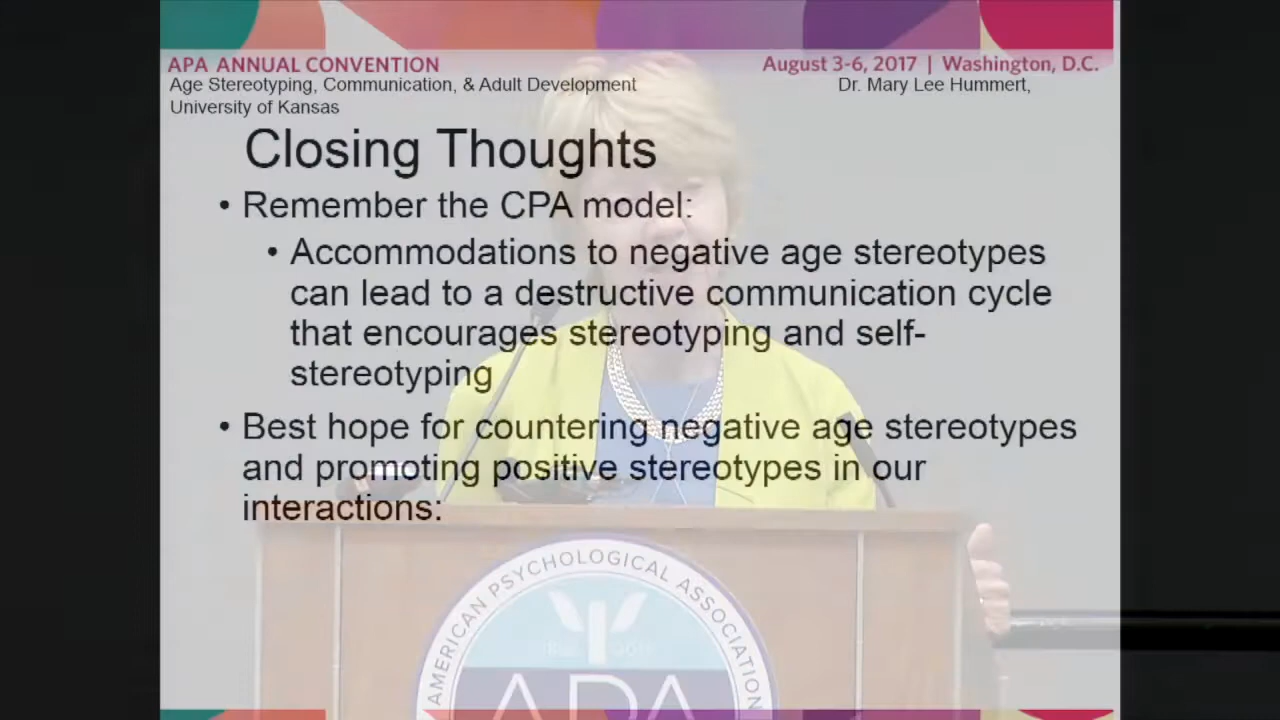 APA ANNUAL CONVENTION
August 3-6, 2017 | Washington, D.C.
Age Stereotyping, Communication, & Adult Development
Dr. Mary Lee Hummert,
University of Kansas
Closing Thoughts
• Remember the CPA model:
• Accommodations to negative age stereotypes
can lead to a destructive communication cycle
that encourages stereotyping and self-
stereotyping
• Best hope for countering negative age stereotypes
and promoting positive stereotypes in our
interactions:
AMERICAN PSYCHOLOGICAL ASSOCIATION
APA